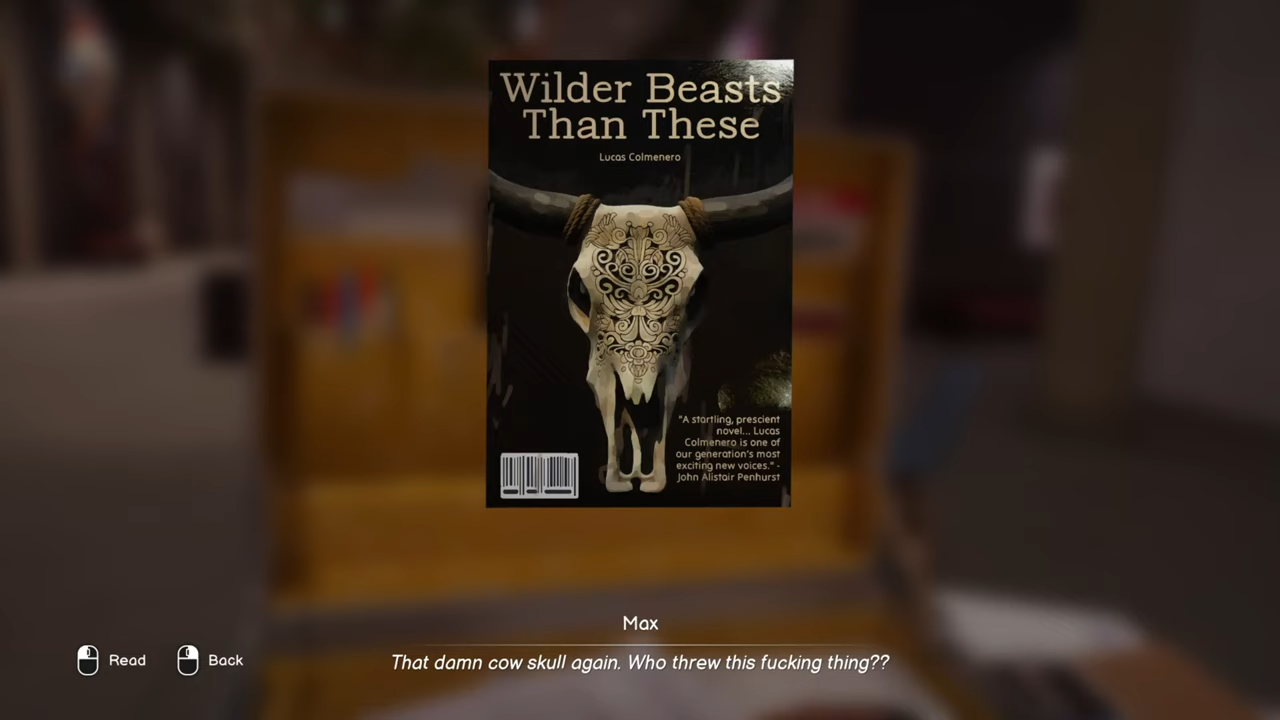 Wilder Beasts
Than These
Lucas Colmenero
"A startling, prescient
novel... Lucas
Colmenero is one of
our generation's most
exciting new voices." -
John Alistair Penhurst
Max
Read
Back
That damn cow skull again. Who threw this fucking thing??